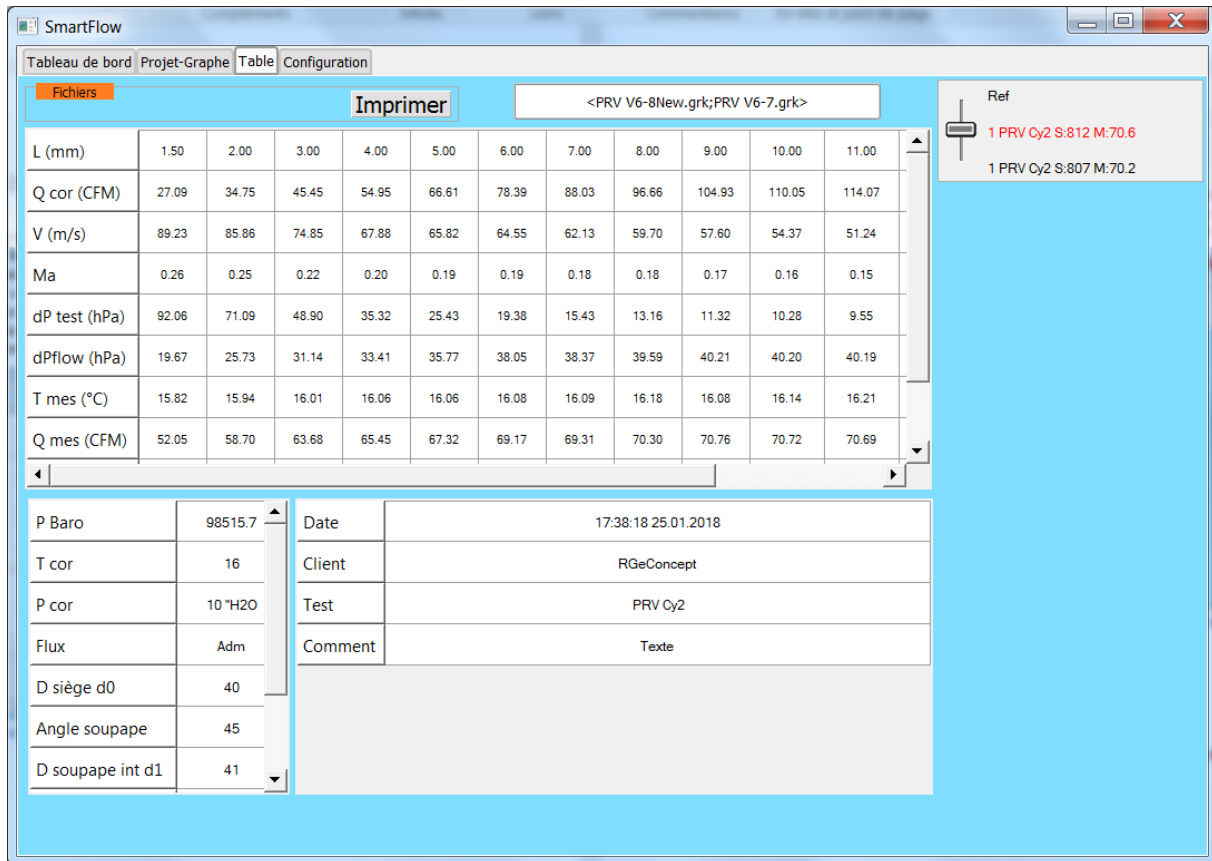 SmartFlow
Tableau de bord Projet-Graphe Table Configuration
Fichiers
Imprimer
<PRV V6-8New.grk;PRV V6-7.grk>
Ref
1 PRV Cy2 S:812 M:70.6
1 PRV Cy2 S:807 M:70.2
L (mm) 1.50 2.00 3.00 4.00 5.00 6.00 7.00 8.00 9.00 10.00 11.00
Q cor (CFM) 27.09 34.75 45.45 54.95 66.61 78.39 88.03 96.66 104.93 110.05 114.07
V (m/s) 89.23 85.86 74.85 67.88 65.82 64.55 62.13 59.70 57.60 54.37 51.24
Ma 0.26 0.25 0.22 0.20 0.19 0.19 0.18 0.18 0.17 0.16 0.15
dP test (hPa) 92.06 71.09 48.90 35.32 25.43 19.38 15.43 13.16 11.32 10.28 9.55
dPflow (hPa) 19.67 25.73 31.14 33.41 35.77 38.05 38.37 39.59 40.21 40.20 40.19
T mes (°C) 15.82 15.94 16.01 16.06 16.06 16.08 16.09 16.18 16.08 16.14 16.21
Q mes (CFM) 52.05 58.70 63.68 65.45 67.32 69.17 69.31 70.30 70.76 70.72 70.69
P Baro 98515.7
T cor 16
P cor 10 "H2O
Flux Adm
D siège d0 40
Angle soupape 45
D soupape int d1 41
Date 17:38:18 25.01.2018
Client RGeConcept
Test PRV Cy2
Comment Texte